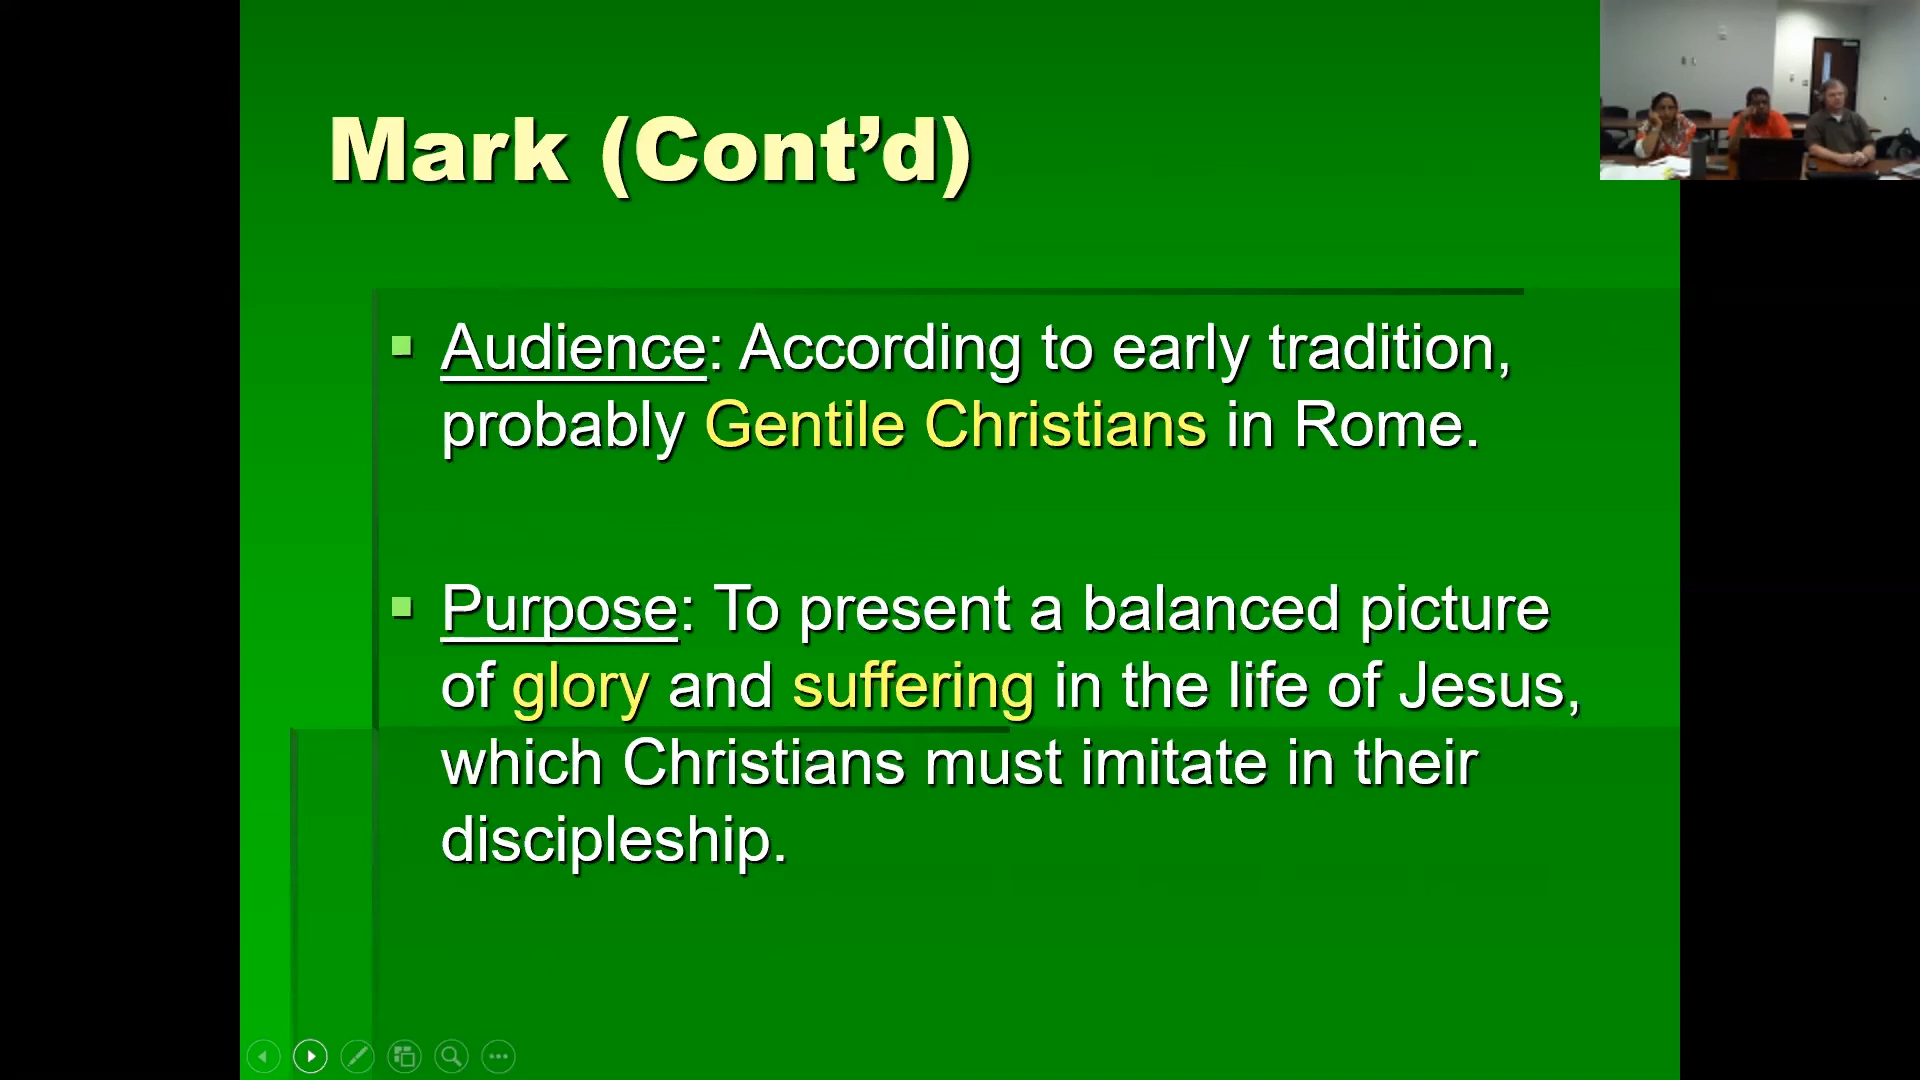 Mark (Cont’d)
Audience: According to early tradition,
probably Gentile Christians in Rome.
Purpose: To present a balanced picture
of glory and suffering in the life of Jesus,
which Christians must imitate in their
discipleship.